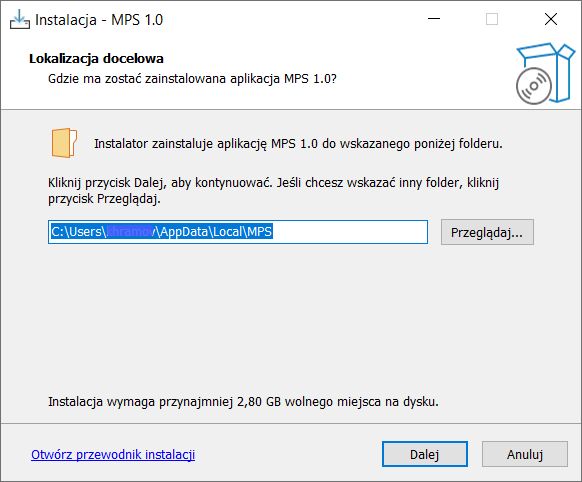 Instalacja - MPS 1.0
Lokalizacja docelowa
Gdzie ma zostać zainstalowana aplikacja MPS 1.0?
Instalator zainstaluje aplikację MPS 1.0 do wskazanego poniżej folderu.
Kliknij przycisk Dalej, aby kontynuować. Jeśli chcesz wskazać inny folder, kliknij
przycisk Przeglądaj.
C:\Users\khramov\AppData\Local\MPS
Przeglądaj...
Instalacja wymaga przynajmniej 2,80 GB wolnego miejsca na dysku.
Otwórz przewodnik instalacji
Dalej
Anuluj